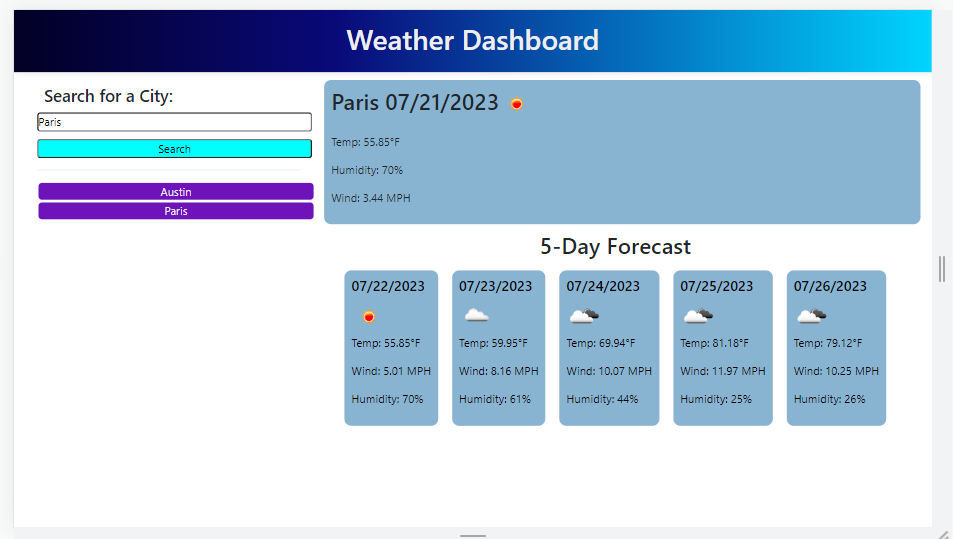 Weather Dashboard
Search for a City:
Paris
Search
Austin
Paris
Paris 07/21/2023
Temp: 55.85°F
Humidity: 70%
Wind: 3.44 MPH
5-Day Forecast
07/22/2023
Temp: 55.85°F
Wind: 5.01 MPH
Humidity: 70%
07/23/2023
Temp: 59.95°F
Wind: 8.16 MPH
Humidity: 61%
07/24/2023
Temp: 69.94°F
Wind: 10.07 MPH
Humidity: 44%
07/25/2023
Temp: 81.18°F
Wind: 11.97 MPH
Humidity: 25%
07/26/2023
Temp: 79.12°F
Wind: 10.25 MPH
Humidity: 26%